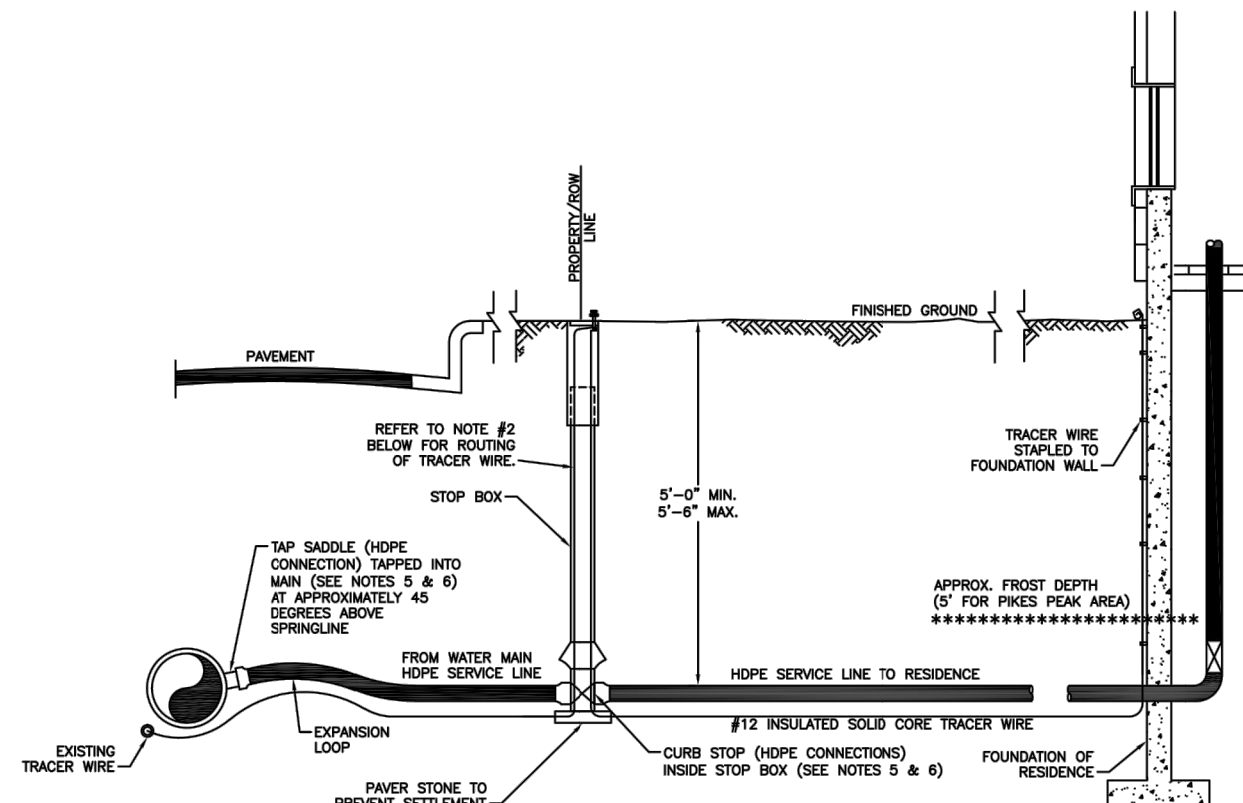 PROPERTY/ROW
LINE
FINISHED GROUND
PAVEMENT
REFER TO NOTE #2
BELOW FOR ROUTING
OF TRACER WIRE.
TRACER WIRE
STAPLED TO
FOUNDATION WALL
STOP BOX
5'-0" MIN.
5'-6" MAX.
TAP SADDLE (HDPE
CONNECTION) TAPPED INTO
MAIN (SEE NOTES 5 & 6)
AT APPROXIMATELY 45
DEGREES ABOVE
SPRINGLINE
APPROX. FROST DEPTH
(5' FOR PIKES PEAK AREA)
***********************
FROM WATER MAIN
HDPE SERVICE LINE
HDPE SERVICE LINE TO RESIDENCE
#12 INSULATED SOLID CORE TRACER WIRE
EXPANSION
LOOP
EXISTING
TRACER WIRE
CURB STOP (HDPE CONNECTIONS)
INSIDE STOP BOX (SEE NOTES 5 & 6)
FOUNDATION OF
RESIDENCE
PAVER STONE TO
PREVENT SETTLEMENT